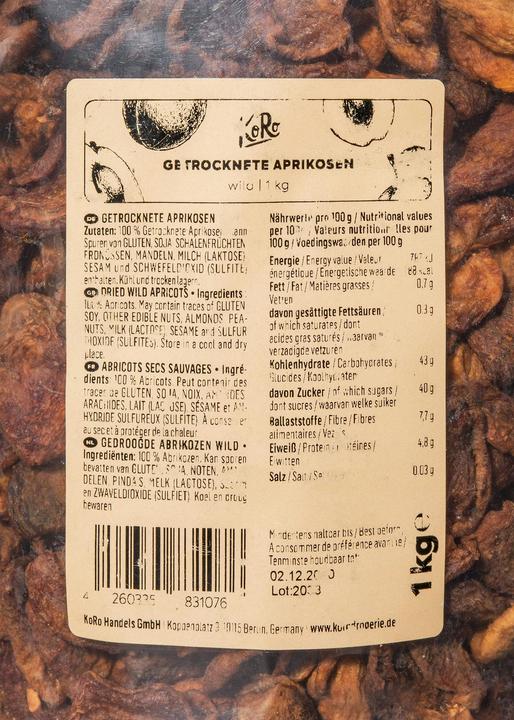 KoRo
GETROCKNETE APRIKOSEN
wild | 1 kg
DE GETROCKNETE APRIKOSEN
Zutaten: 100 % Getrocknete Aprikosen
Spuren von GLUTEN, SOJA, SCHALENFRÜCHTEN
ERDNÜSSEN, MANDELN, MILCH (LAKTOSE)
SESAM und SCHWEFELDIOXID (SULFITE)
enthalten. Kühl und trocken lagern.
GB DRIED WILD APRICOTS • Ingredients:
% Apricots. May contain traces of GLUTEN
SOY, OTHER EDIBLE NUTS, ALMONDS, PEA-
NUTS, MILK (LACTOSE), SESAME and SULFUR
DIOXIDE (SULFITES). Store in a cool and dry
place.
FR ABRICOTS SECS SAUVAGES • Ingré-
dients: 100 % Abricots. Peut contenir des
traces de GLUTEN, SOJA, NOIX,
ARACHIDES, LAIT (LACTOSE), SÉSAME et AN-
HYDRIDE SULFUREUX (SULFITE). À conserver
au sec et à protéger de la chaleur
NL GEDROOGDE ABRIKOZEN WILD •
Ingrediënten: 100 % Abrikozen. Kan sporen
bevatten van GLUTEN, SOJA, NOTEN,
DELEN, PINDA'S, MELK (LACTOSE),
en ZWAVELDIOXIDE (SULFIET). Koel en droog
bewaren
Nährwerte pro 100 g / Nutritional values
per 100 / Valeurs nutritionnelles pour
100 g / Voedingswaarden per 100 g
Energie / Energy value / Valeur
énergétique / Energetische waarde
Fett / Fat / Matières grasses / 0.7 g
Vetten
davon gesättigte Fettsäuren / 0.3 g
of which saturates / dont
acides gras saturés / waarvan
verzadigde vetzuren
Kohlenhydrate / Carbohydrates / 43 g
Glucides / Koolhydraten
davon Zucker / of which sugars / 40 g
dont sucres / waarvan welke suiker
Ballaststoffe / Fibre / Fibres 7,7 g
alimentaires / Vezels
Eiweiß / Protein / Protéines / 4,8 g
Eiwitten
Salz / Salt / Sel 0.03 g
Mindestens haltbar bis / Best before
A consommer de préférence avant le /
Tenminste houdbaar tot:
02.12.
Lot:
1 kg e
4 831076
KoRo Handels GmbH | Koppenplatz 9, 10115 Berlin, Germany | www.korodrogerie.de